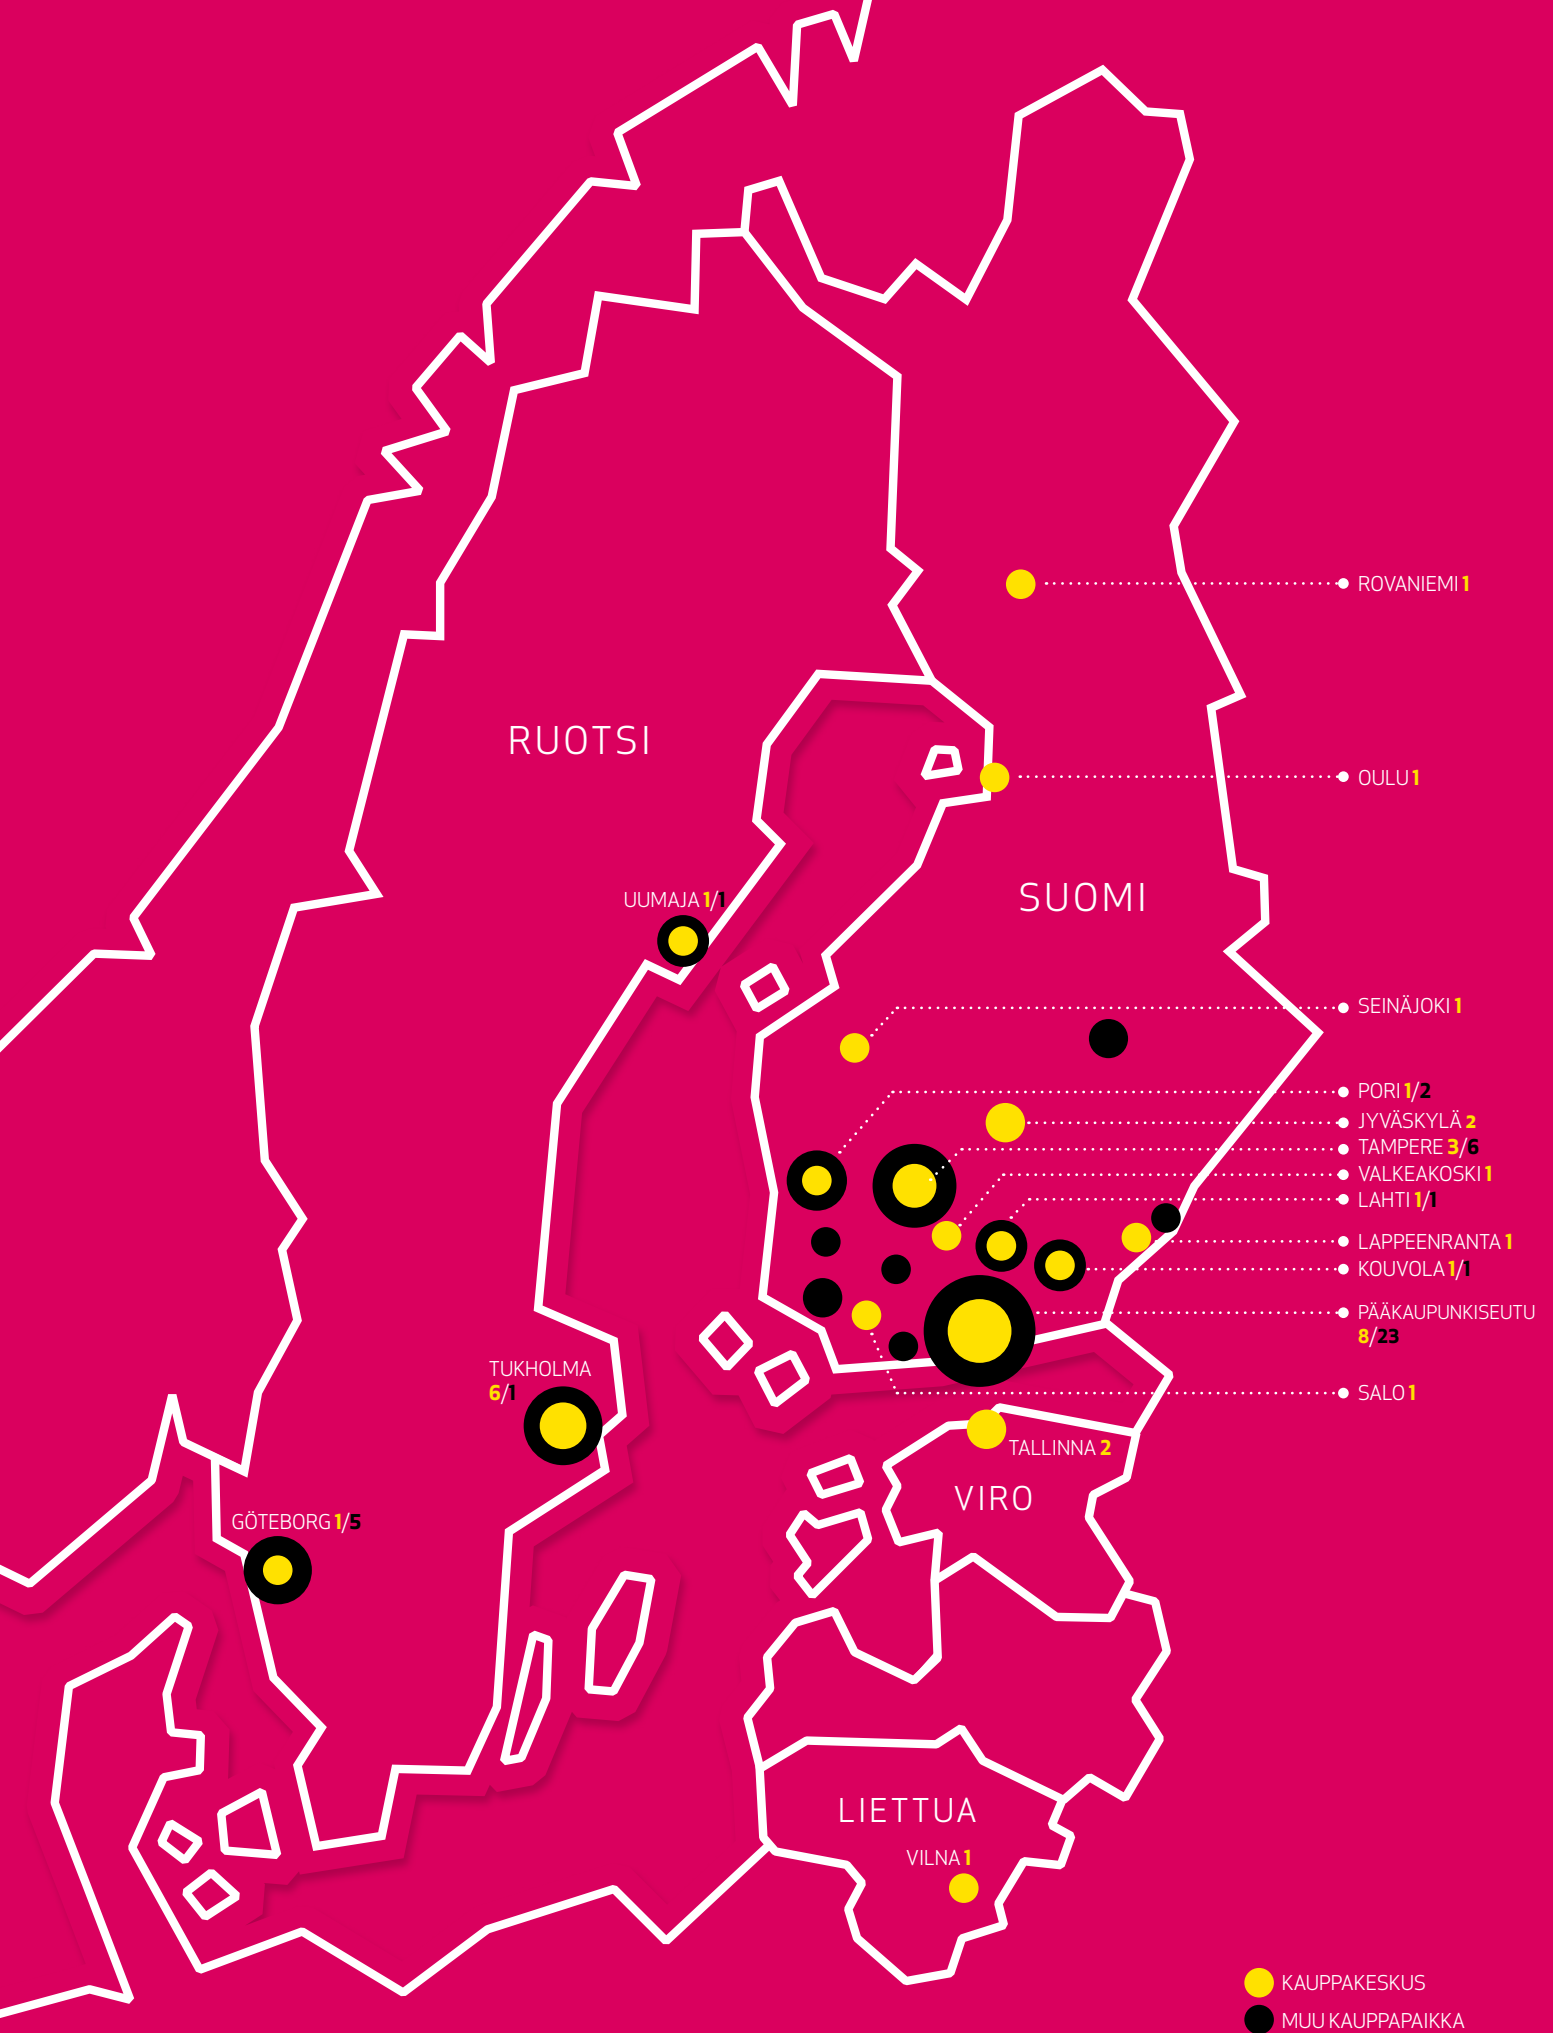 ROVANIEMI 1
RUOTSI
OULU 1
UUMAJA 1/1
SUOMI
SEINÄJOKI 1
PORI 1/2
JYVÄSKYLÄ 2
TAMPERE 3/6
VALKEAKOSKI 1
LAHTI 1/1
LAPPEENRANTA 1
KOUVOLA 1/1
PÄÄKAUPUNKISEUTU
8/23
TUKHOLMA
6/1
SALO 1
TALLINNA 2
VIRO
GÖTEBORG 1/5
LIETTUA
VILNA 1
KAUPPAKESKUS
MUU KAUPPAPAIKKA